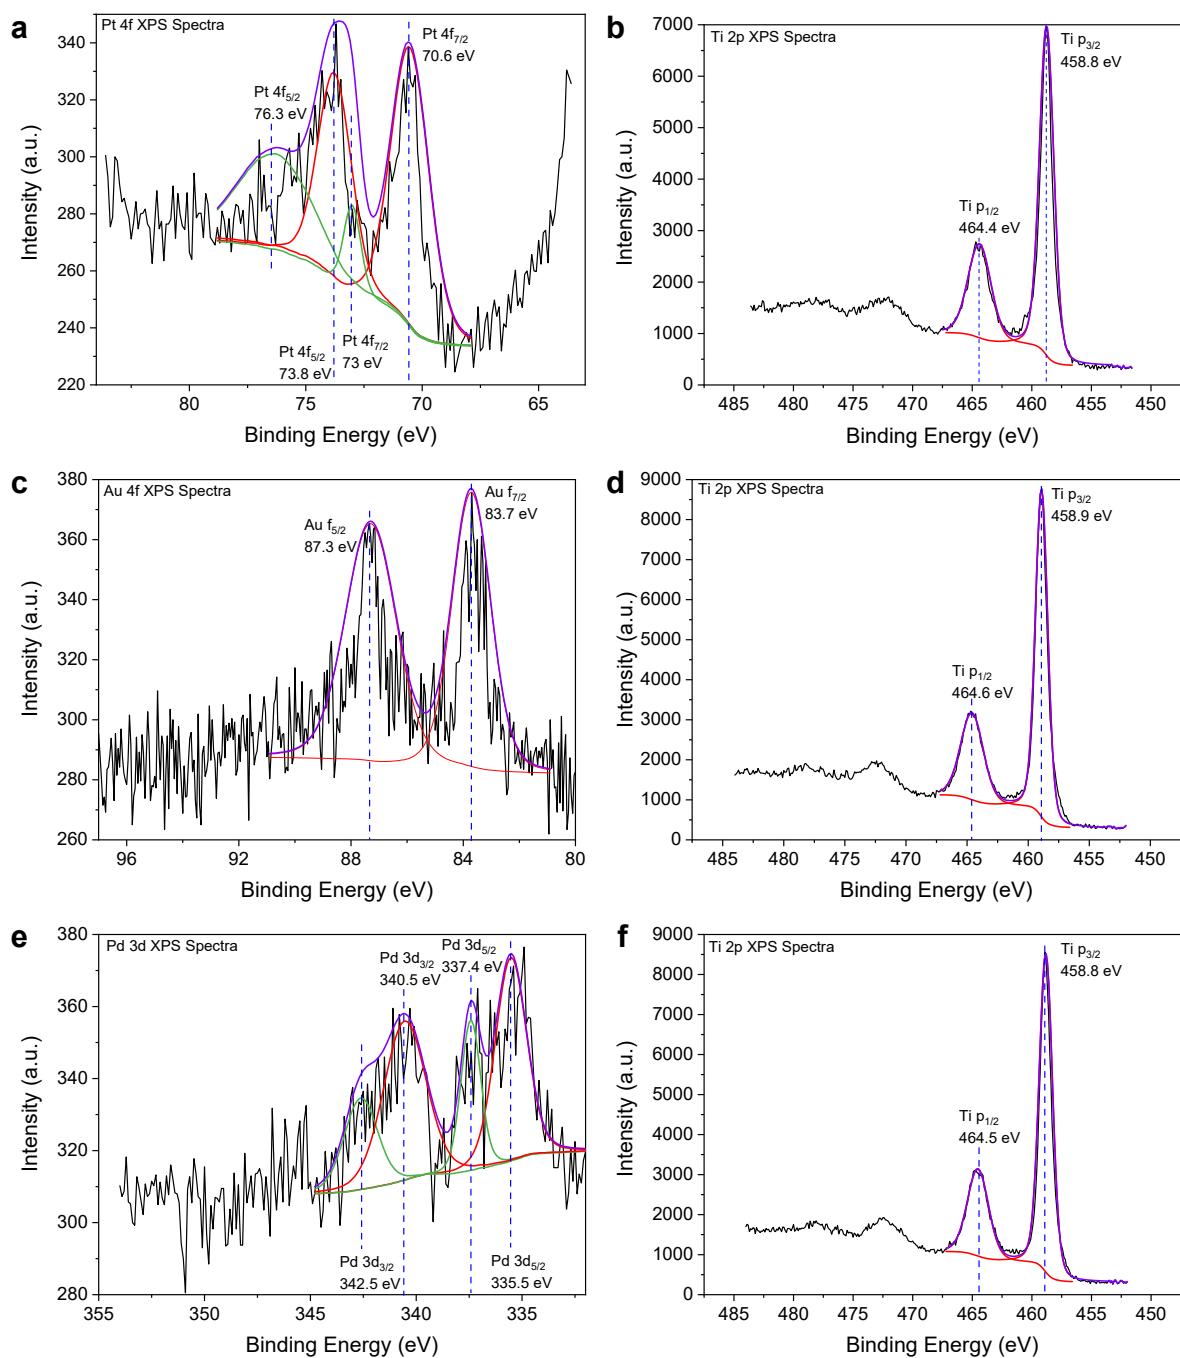 a
Pt 4f XPS Spectra
Pt 4f7/2
70.6 eV
Pt 4f5/2
76.3 eV
Pt 4f7/2
73 eV
Pt 4f5/2
73.8 eV
340
320
300
280
260
240
220
80
75
70
65
Intensity (a.u.)
Binding Energy (eV)
b
Ti 2p XPS Spectra
Ti p3/2
458.8 eV
Ti p1/2
464.4 eV
7000
6000
5000
4000
3000
2000
1000
0
485
480
475
470
465
460
455
450
Intensity (a.u.)
Binding Energy (eV)
c
Au 4f XPS Spectra
Au f7/2
83.7 eV
Au f5/2
87.3 eV
380
360
340
320
300
280
260
96
92
88
84
80
Intensity (a.u.)
Binding Energy (eV)
d
Ti 2p XPS Spectra
Ti p3/2
458.9 eV
Ti p1/2
464.6 eV
9000
8000
7000
6000
5000
4000
3000
2000
1000
0
485
480
475
470
465
460
455
450
Intensity (a.u.)
Binding Energy (eV)
e
Pd 3d XPS Spectra
Pd 3d5/2
337.4 eV
Pd 3d3/2
340.5 eV
Pd 3d3/2
342.5 eV
Pd 3d5/2
335.5 eV
380
360
340
320
300
280
355
350
345
340
335
Intensity (a.u.)
Binding Energy (eV)
f
Ti 2p XPS Spectra
Ti p3/2
458.8 eV
Ti p1/2
464.5 eV
9000
8000
7000
6000
5000
4000
3000
2000
1000
0
485
480
475
470
465
460
455
450
Intensity (a.u.)
Binding Energy (eV)